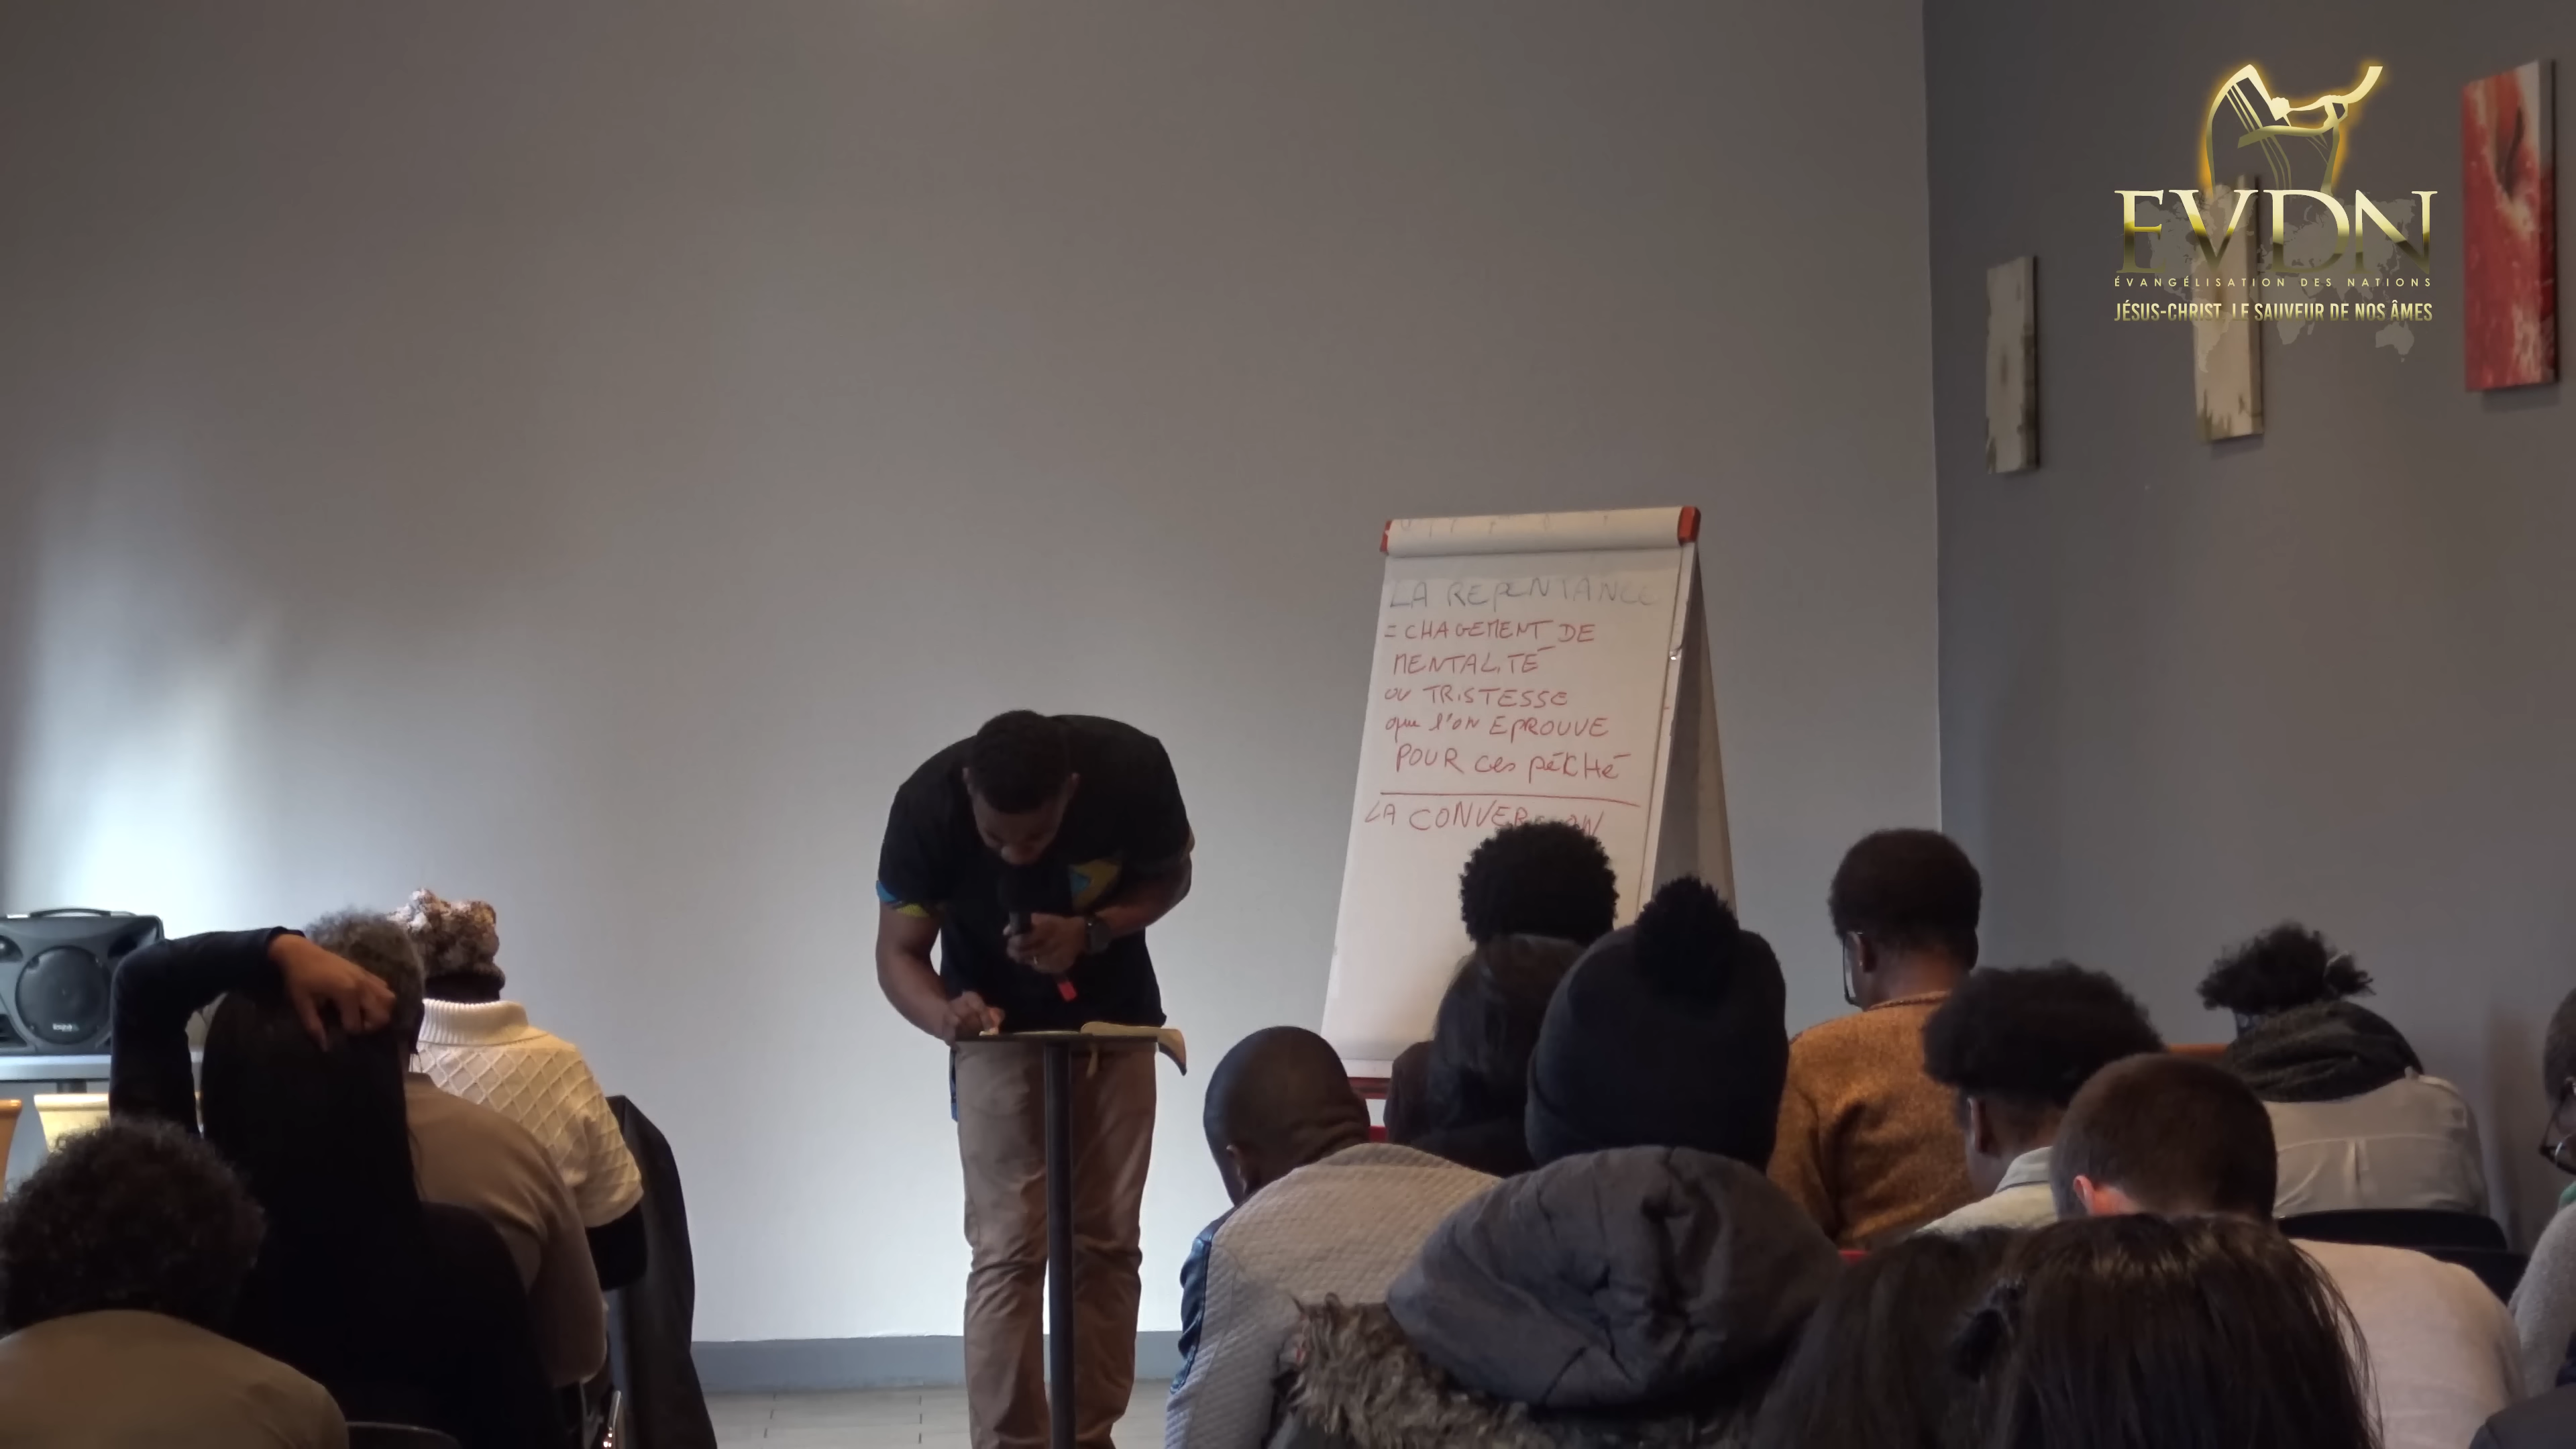 EVDN
ÉVANGÉLISATION DES NATIONS
JÉSUS-CHRIST LE SAUVEUR DE NOS ÂMES
LA REPENTANCE
= CHAGEMENT DE
MENTALITÉ
OU TRISTESSE
que l'on EPROUVE
POUR ces péCHé
LA